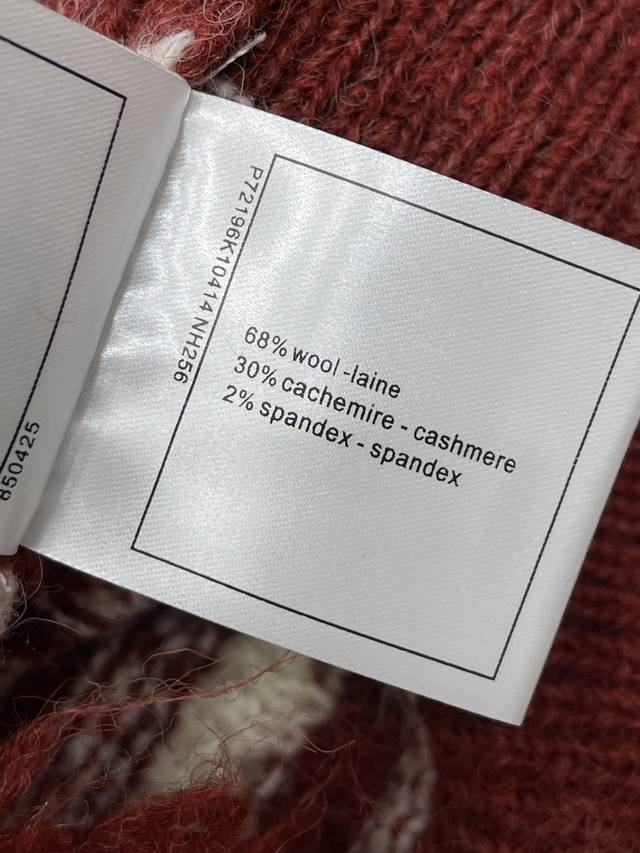 850425
P72196K10414 NH256
68% wool -laine
30% cachemire - cashmere
2% spandex - spandex